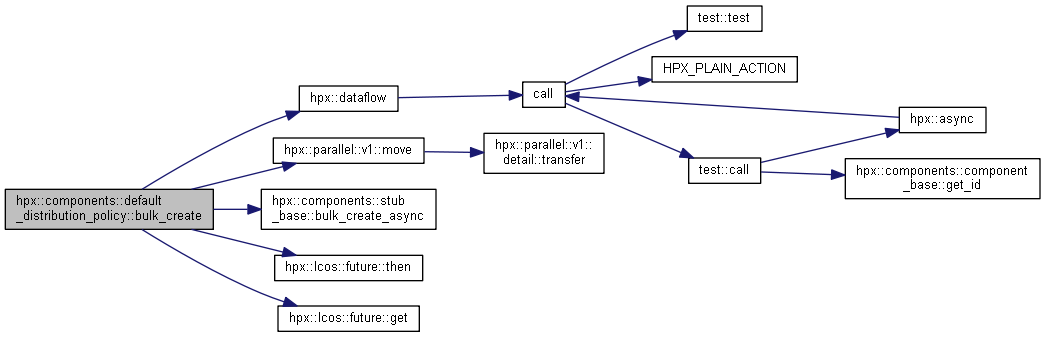 test::test
HPX_PLAIN_ACTION
call
hpx::dataflow
hpx::async
hpx::parallel::v1::move
hpx::parallel::v1::
detail::transfer
test::call
hpx::components::component
_base::get_id
hpx::components::default
_distribution_policy::bulk_create
hpx::components::stub
_base::bulk_create_async
hpx::lcos::future::then
hpx::lcos::future::get